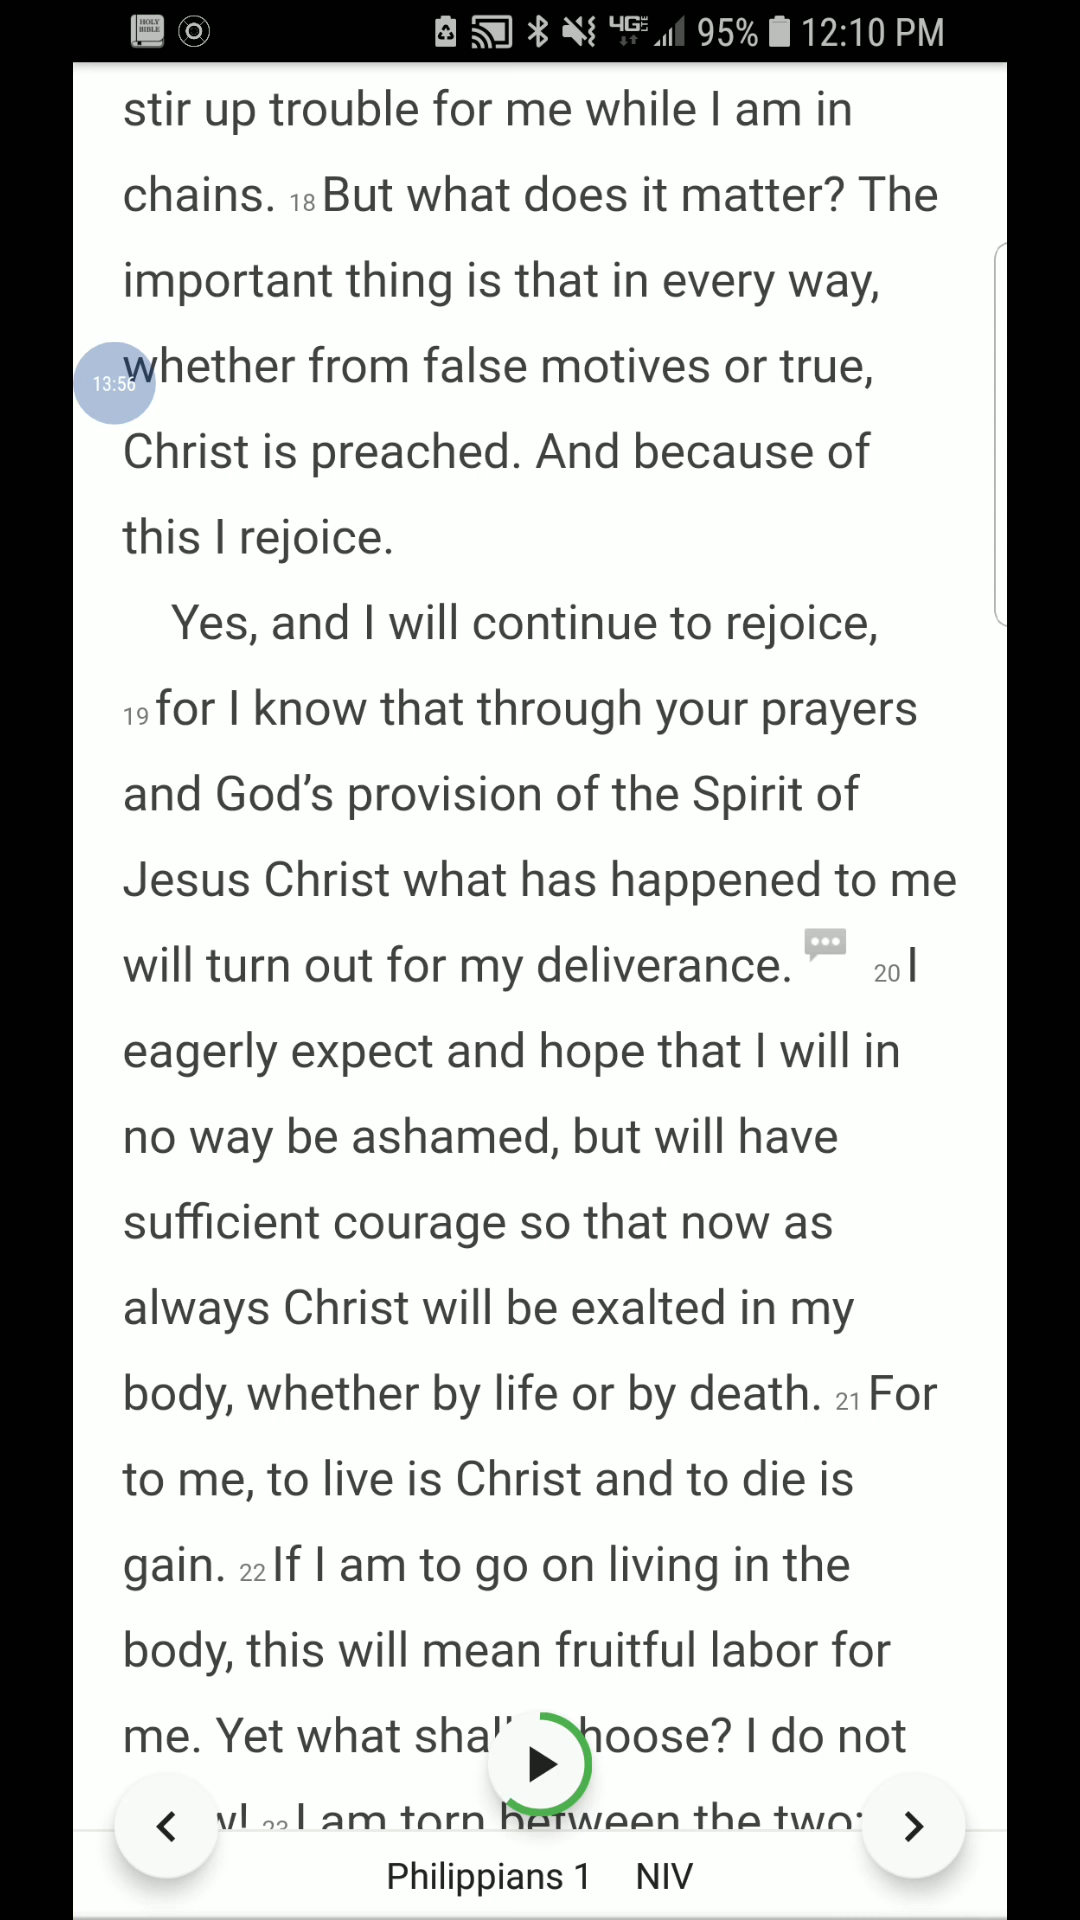 HOLY BIBLE 4G LTE 95% 12:10 PM
stir up trouble for me while I am in
chains. 18 But what does it matter? The
important thing is that in every way,
13:56
whether from false motives or true,
Christ is preached. And because of
this I rejoice.
Yes, and I will continue to rejoice,
19 for I know that through your prayers
and God’s provision of the Spirit of
Jesus Christ what has happened to me
will turn out for my deliverance. 20 I
eagerly expect and hope that I will in
no way be ashamed, but will have
sufficient courage so that now as
always Christ will be exalted in my
body, whether by life or by death. 21 For
to me, to live is Christ and to die is
gain. 22 If I am to go on living in the
body, this will mean fruitful labor for
me. Yet what shall hoose? I do not
w! 23 I am torn between the two:
Philippians 1 NIV